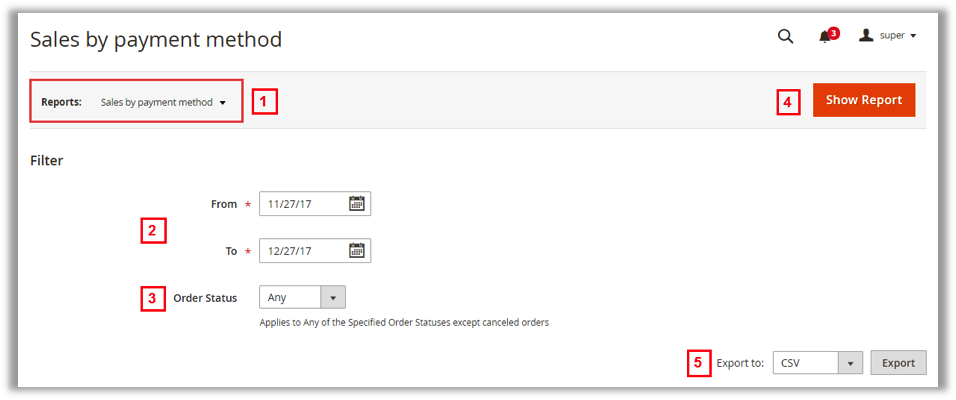 Sales by payment method
3
super
Reports: Sales by payment method
1
4
Show Report
Filter
From * 11/27/17
2
To * 12/27/17
3 Order Status Any
Applies to Any of the Specified Order Statuses except canceled orders
5 Export to: CSV Export